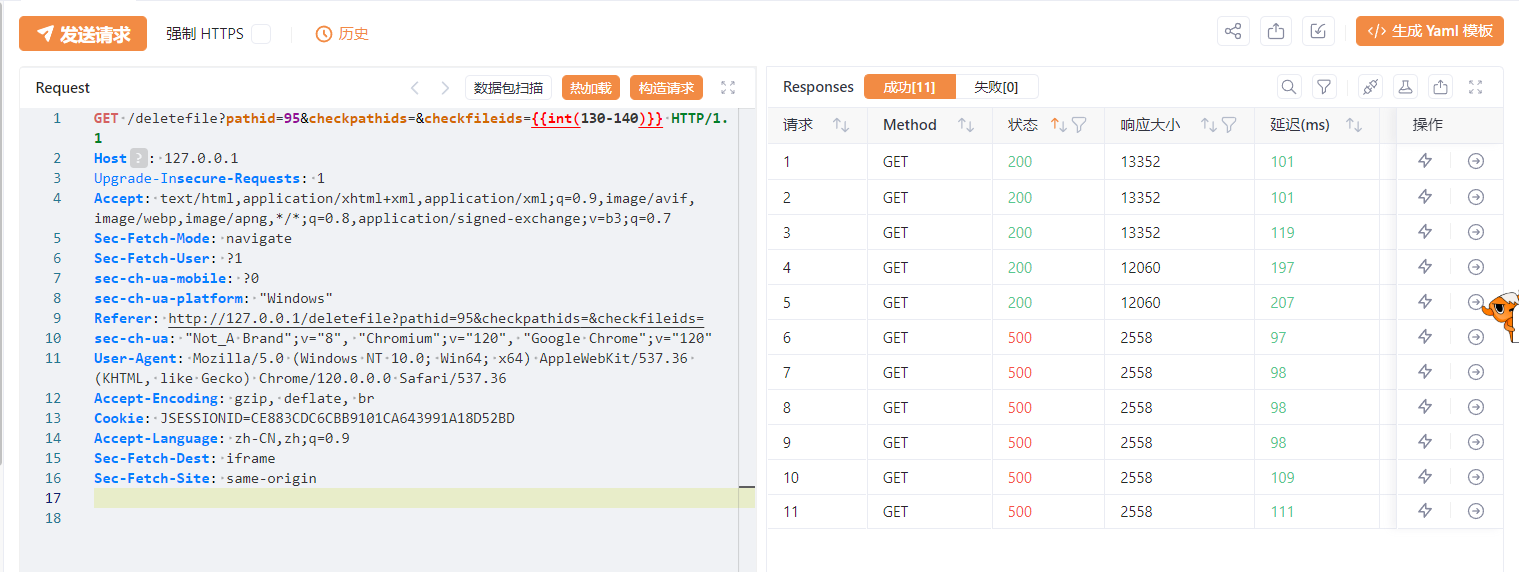 发送请求 强制 HTTPS 历史 生成 Yaml 模板
Request 数据包扫描 热加载 构造请求
1 GET /deletefile?pathid=95&checkpathids=&checkfileids={{int(130-140)}} HTTP/1.
1
2 Host ? : 127.0.0.1
3 Upgrade-Insecure-Requests: 1
4 Accept: text/html,application/xhtml+xml,application/xml;q=0.9,image/avif,
image/webp,image/apng,*/*;q=0.8,application/signed-exchange;v=b3;q=0.7
5 Sec-Fetch-Mode: navigate
6 Sec-Fetch-User: ?1
7 sec-ch-ua-mobile: ?0
8 sec-ch-ua-platform: "Windows"
9 Referer: http://127.0.0.1/deletefile?pathid=95&checkpathids=&checkfileids=
10 sec-ch-ua: "Not_A Brand";v="8", "Chromium";v="120", "Google Chrome";v="120"
11 User-Agent: Mozilla/5.0 (Windows NT 10.0; Win64; x64) AppleWebKit/537.36
(KHTML, like Gecko) Chrome/120.0.0.0 Safari/537.36
12 Accept-Encoding: gzip, deflate, br
13 Cookie: JSESSIONID=CE883CDC6CBB9101CA643991A18D52BD
14 Accept-Language: zh-CN,zh;q=0.9
15 Sec-Fetch-Dest: iframe
16 Sec-Fetch-Site: same-origin
17
18
Responses 成功[11] 失败[0]
请求 Method 状态 响应大小 延迟(ms) 操作
1 GET 200 13352 101
2 GET 200 13352 101
3 GET 200 13352 119
4 GET 200 12060 197
5 GET 200 12060 207
6 GET 500 2558 97
7 GET 500 2558 98
8 GET 500 2558 98
9 GET 500 2558 98
10 GET 500 2558 109
11 GET 500 2558 111